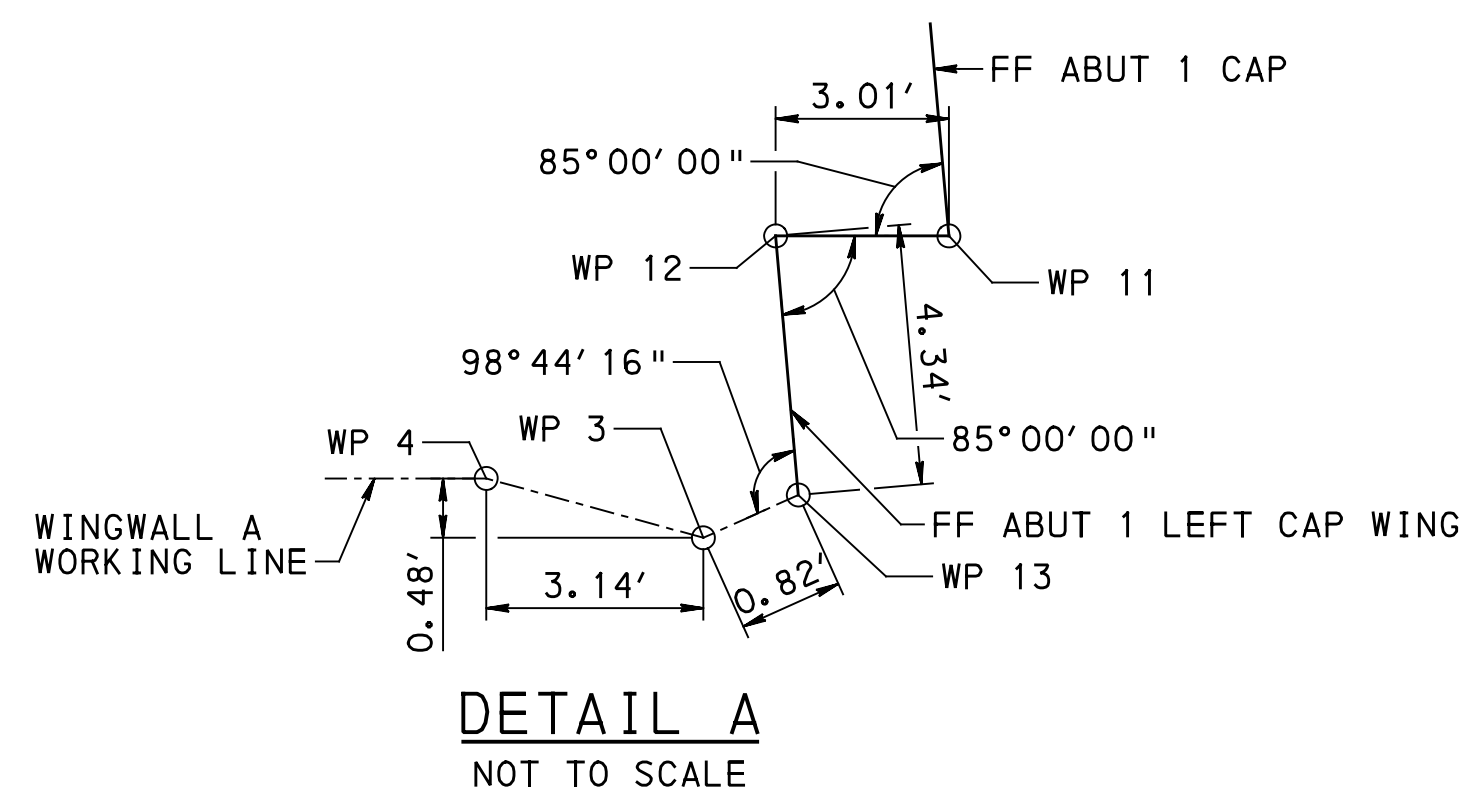 FF ABUT 1 CAP
3.01'
85°00'00"
WP 12
WP 11
4.34'
98°44'16"
WP 3
WP 4
85°00'00"
WINGWALL A
WORKING LINE
FF ABUT 1 LEFT CAP WING
WP 13
0.48'
3.14'
0.82'
DETAIL A
NOT TO SCALE